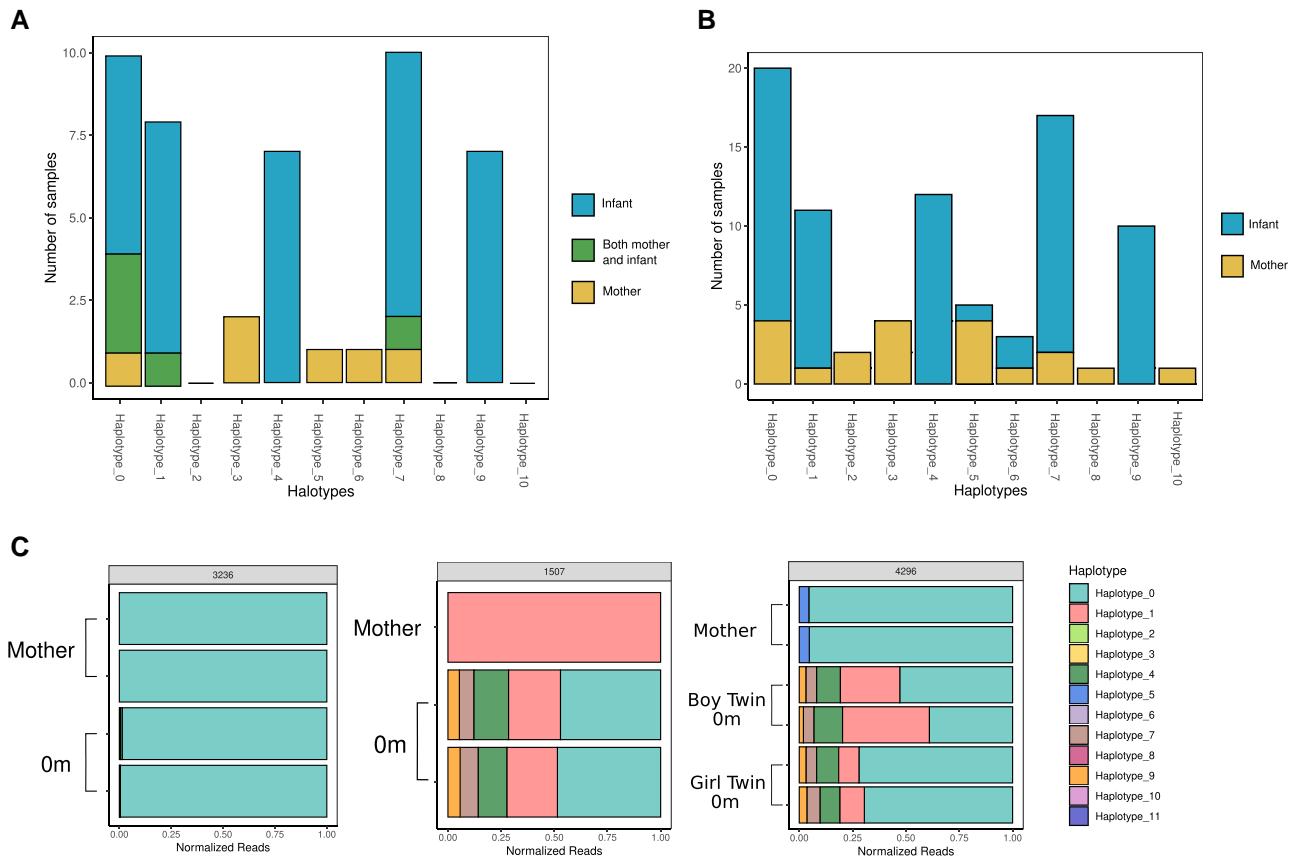 A
10.0
7.5
5.0
2.5
0.0
Number of samples
Haplotype_0
Haplotype_1
Haplotype_2
Haplotype_3
Haplotype_4
Haplotype_5
Haplotype_6
Haplotype_7
Haplotype_8
Haplotype_9
Haplotype_10
Halotypes
Infant
Both mother
and infant
Mother
B
20
15
10
5
0
Number of samples
Haplotype_0
Haplotype_1
Haplotype_2
Haplotype_3
Haplotype_4
Haplotype_5
Haplotype_6
Haplotype_7
Haplotype_8
Haplotype_9
Haplotype_10
Haplotypes
Infant
Mother
C
3236
Mother
0m
0.00 0.25 0.50 0.75 1.00
Normalized Reads
1507
Mother
0m
0.00 0.25 0.50 0.75 1.00
Normalized Reads
4296
Mother
Boy Twin
0m
Girl Twin
0m
0.00 0.25 0.50 0.75 1.00
Normalized Reads
Haplotype
Haplotype_0
Haplotype_1
Haplotype_2
Haplotype_3
Haplotype_4
Haplotype_5
Haplotype_6
Haplotype_7
Haplotype_8
Haplotype_9
Haplotype_10
Haplotype_11